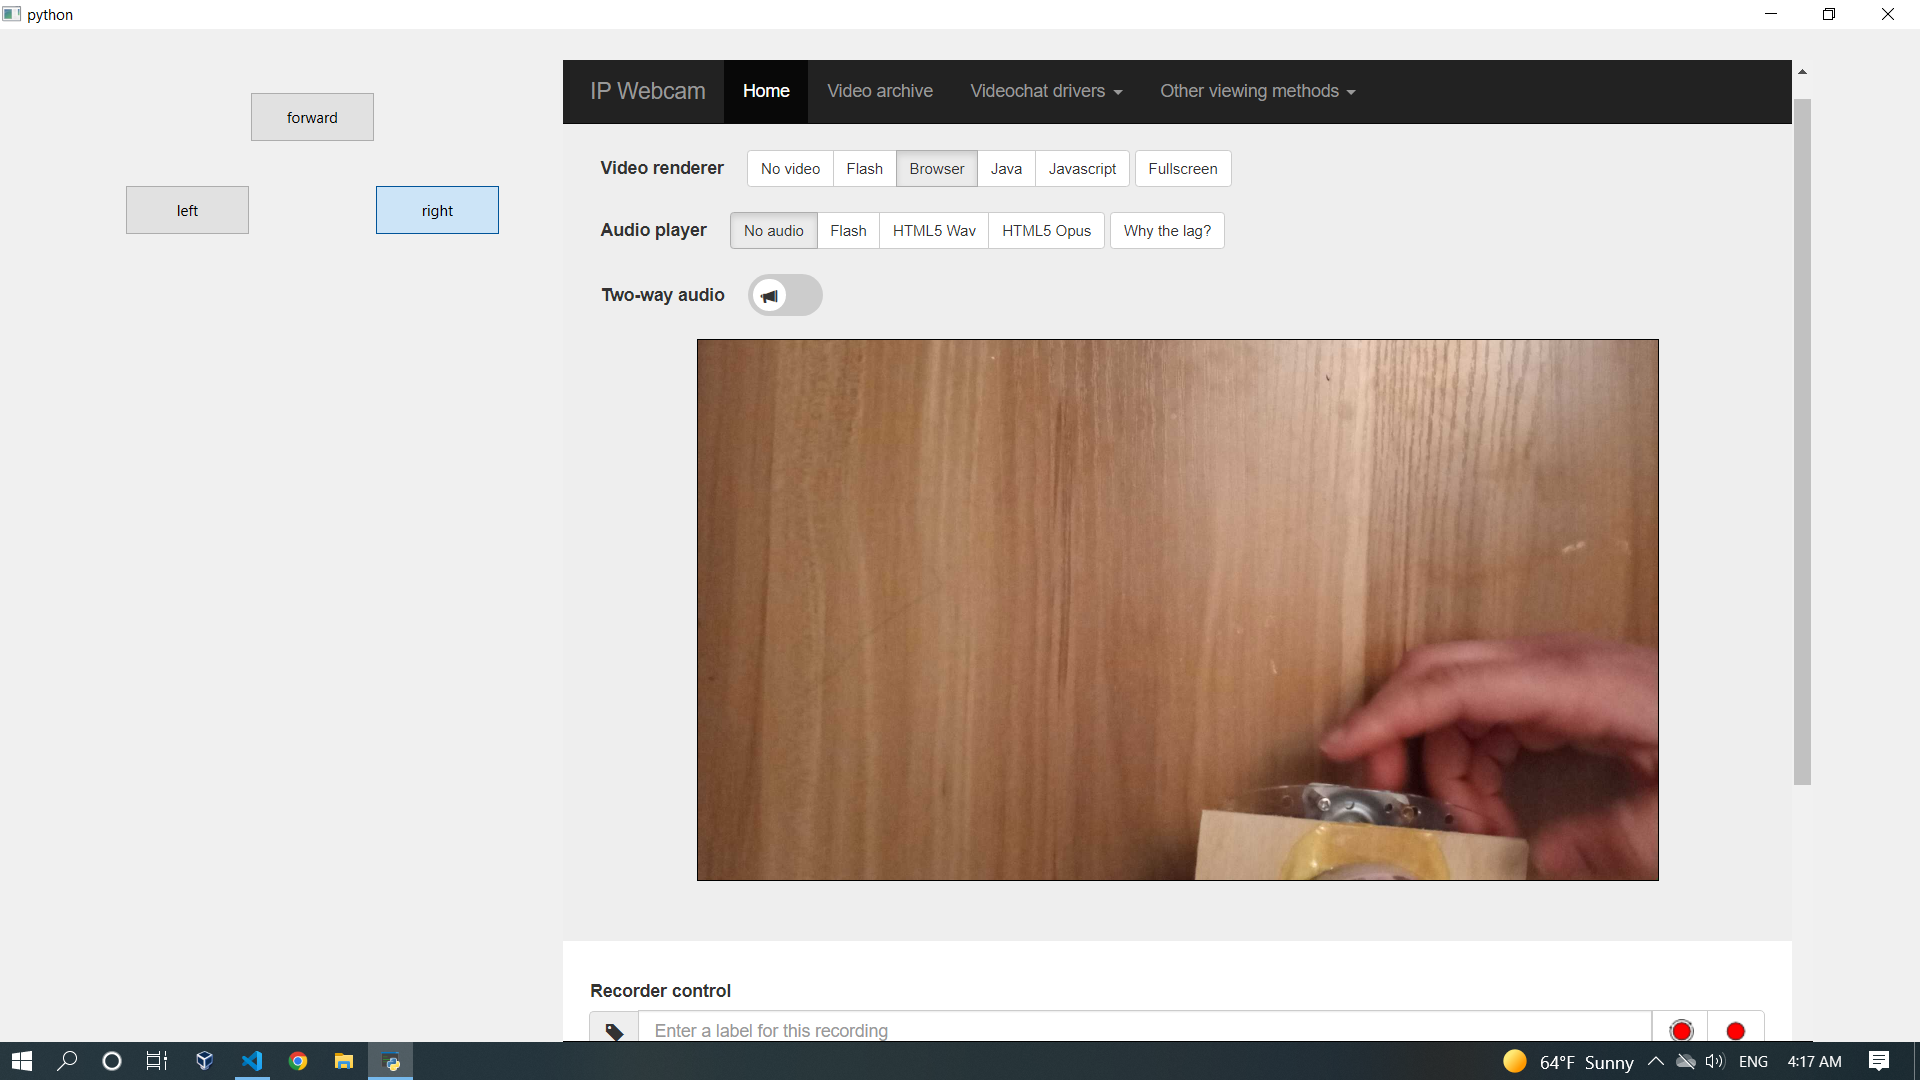 python
forward
left
right
IP Webcam Home Video archive Videochat drivers Other viewing methods
Video renderer No video Flash Browser Java Javascript Fullscreen
Audio player No audio Flash HTML5 Wav HTML5 Opus Why the lag?
Two-way audio
Recorder control
Enter a label for this recording
64°F Sunny ENG 4:17 AM